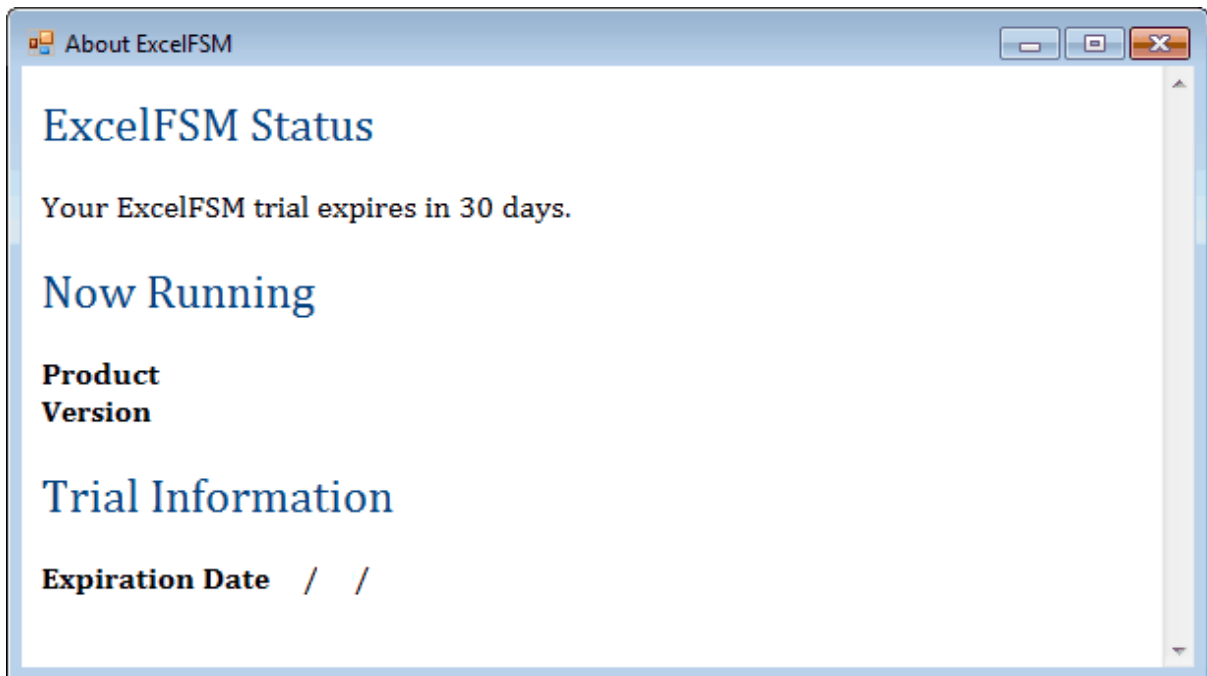 About ExcelFSM
ExcelFSM Status
Your ExcelFSM trial expires in 30 days.
Now Running
Product
Version
Trial Information
Expiration Date / /